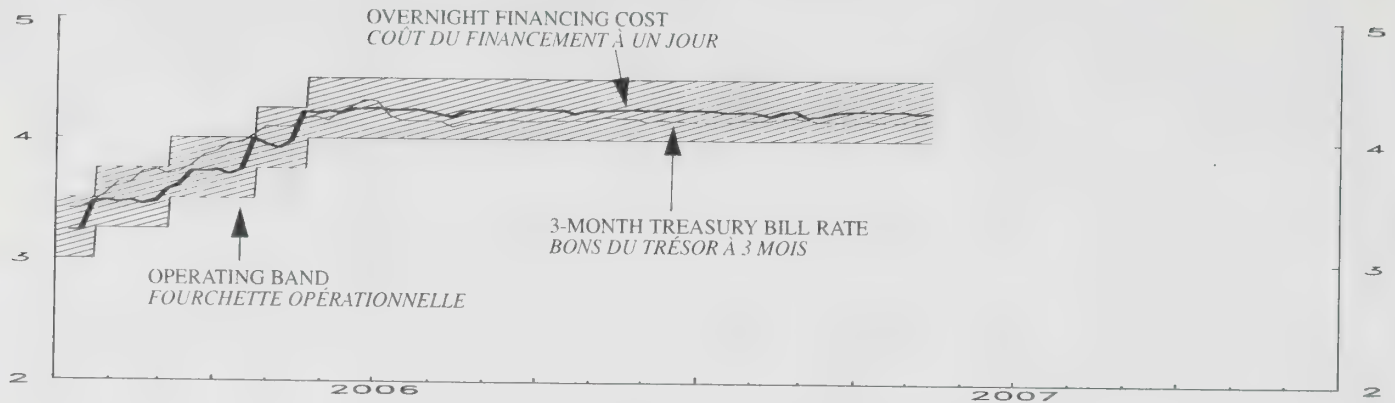 OVERNIGHT FINANCING COST
COÛT DU FINANCEMENT À UN JOUR
5
5
4
4
3-MONTH TREASURY BILL RATE
BONS DU TRÉSOR À 3 MOIS
3
3
OPERATING BAND
FOURCHETTE OPÉRATIONNELLE
2
2006
2007
2